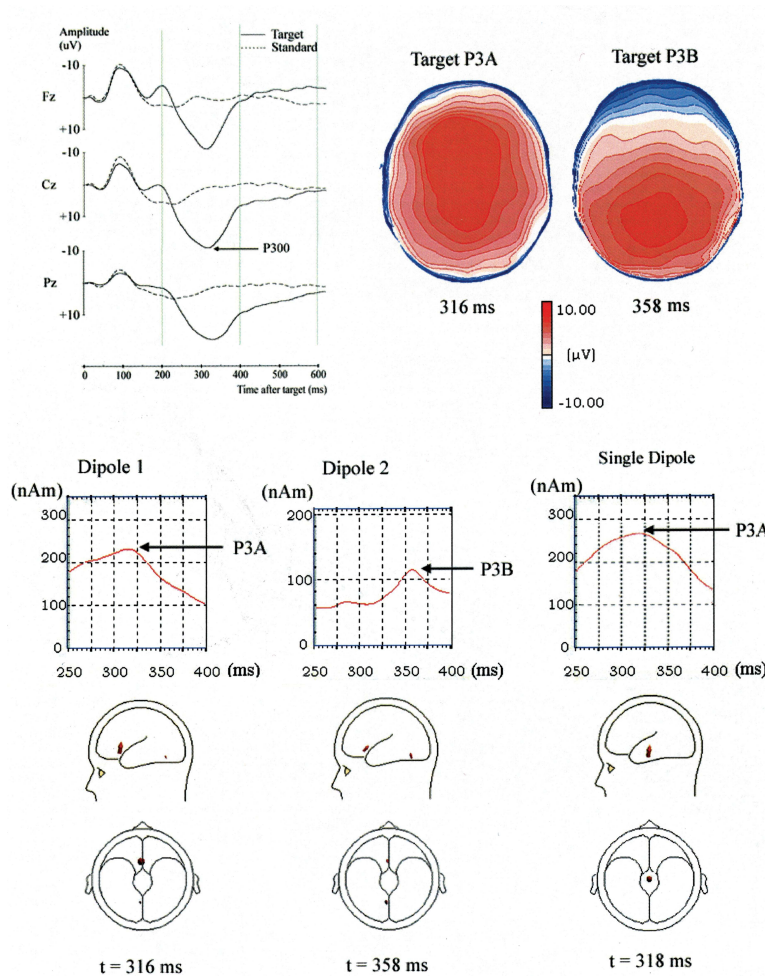 Amplitude
(uV)
Target
Standard
-10
Fz
+10
-10
Cz
+10
P300
-10
Pz
+10
0 100 200 300 400 500 600
Time after target (ms)
Target P3A
Target P3B
316 ms
358 ms
10.00
[µV]
-10.00
Dipole 1
(nAm)
300
200
100
0
P3A
250 300 350 400 (ms)
Dipole 2
(nAm)
200
100
0
P3B
250 300 350 400 (ms)
Single Dipole
(nAm)
300
200
100
0
P3A
250 300 350 400 (ms)
t = 316 ms
t = 358 ms
t = 318 ms